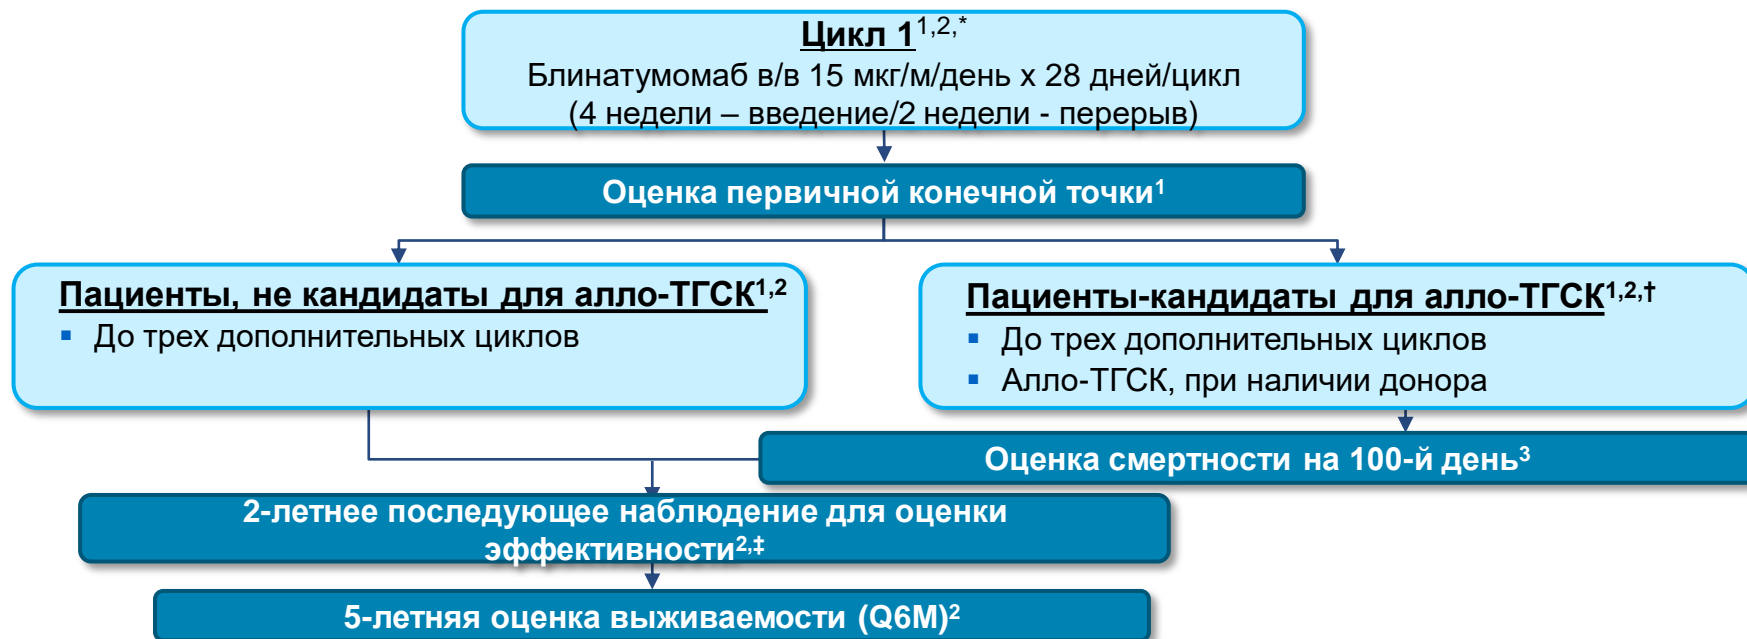 Цикл 1¹,²,*
Блинатумомаб в/в 15 мкг/м/день x 28 дней/цикл
(4 недели – введение/2 недели - перерыв)
Оценка первичной конечной точки¹
Пациенты, не кандидаты для алло-ТГСК¹,²
▪ До трех дополнительных циклов
Пациенты-кандидаты для алло-ТГСК¹,²,†
▪ До трех дополнительных циклов
▪ Алло-ТГСК, при наличии донора
Оценка смертности на 100-й день³
2-летнее последующее наблюдение для оценки
эффективности²,‡
5-летняя оценка выживаемости (Q6M)²